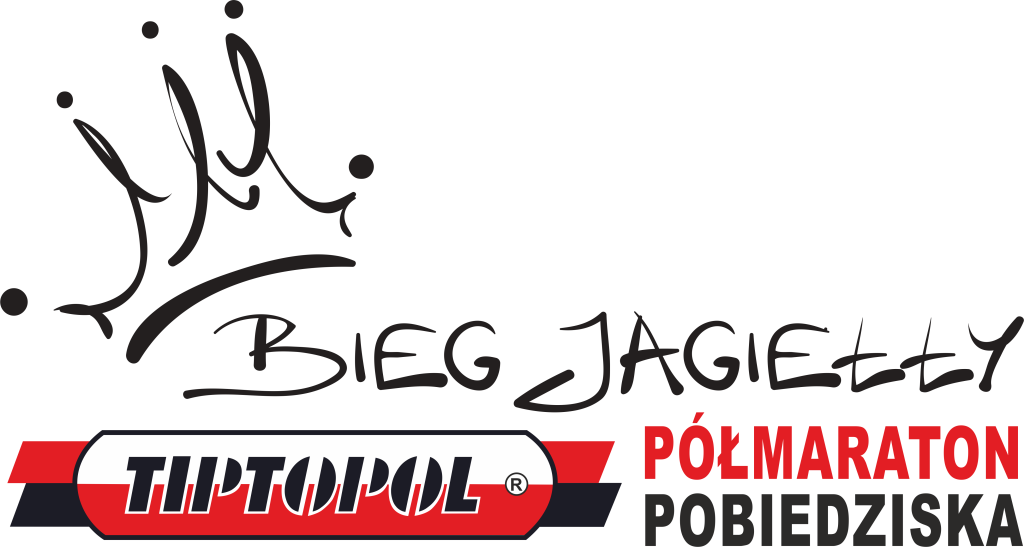 BIEG JAGIEŁŁY
TIPTOPOL ®
PÓŁMARATON
POBIEDZISKA